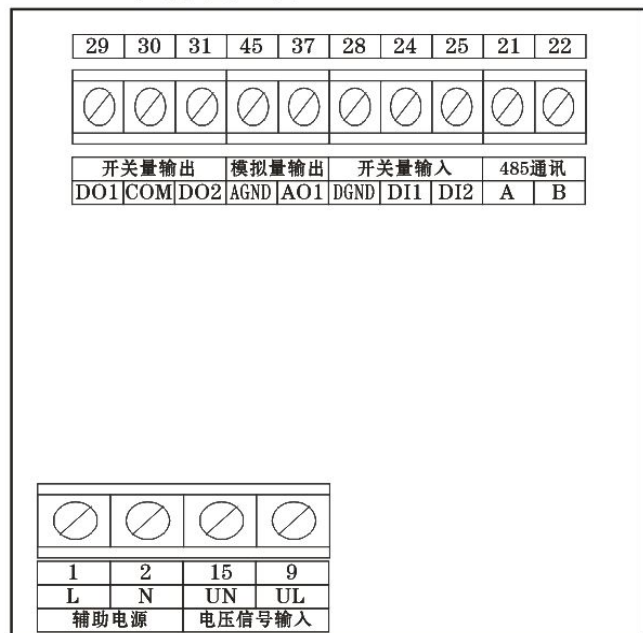 29 30 31 45 37 28 24 25 21 22
开关量输出 模拟量输出 开关量输入 485通讯
DO1 COM DO2 AGND AO1 DGND DI1 DI2 A B
1 2 15 9
L N UN UL
辅助电源 电压信号输入